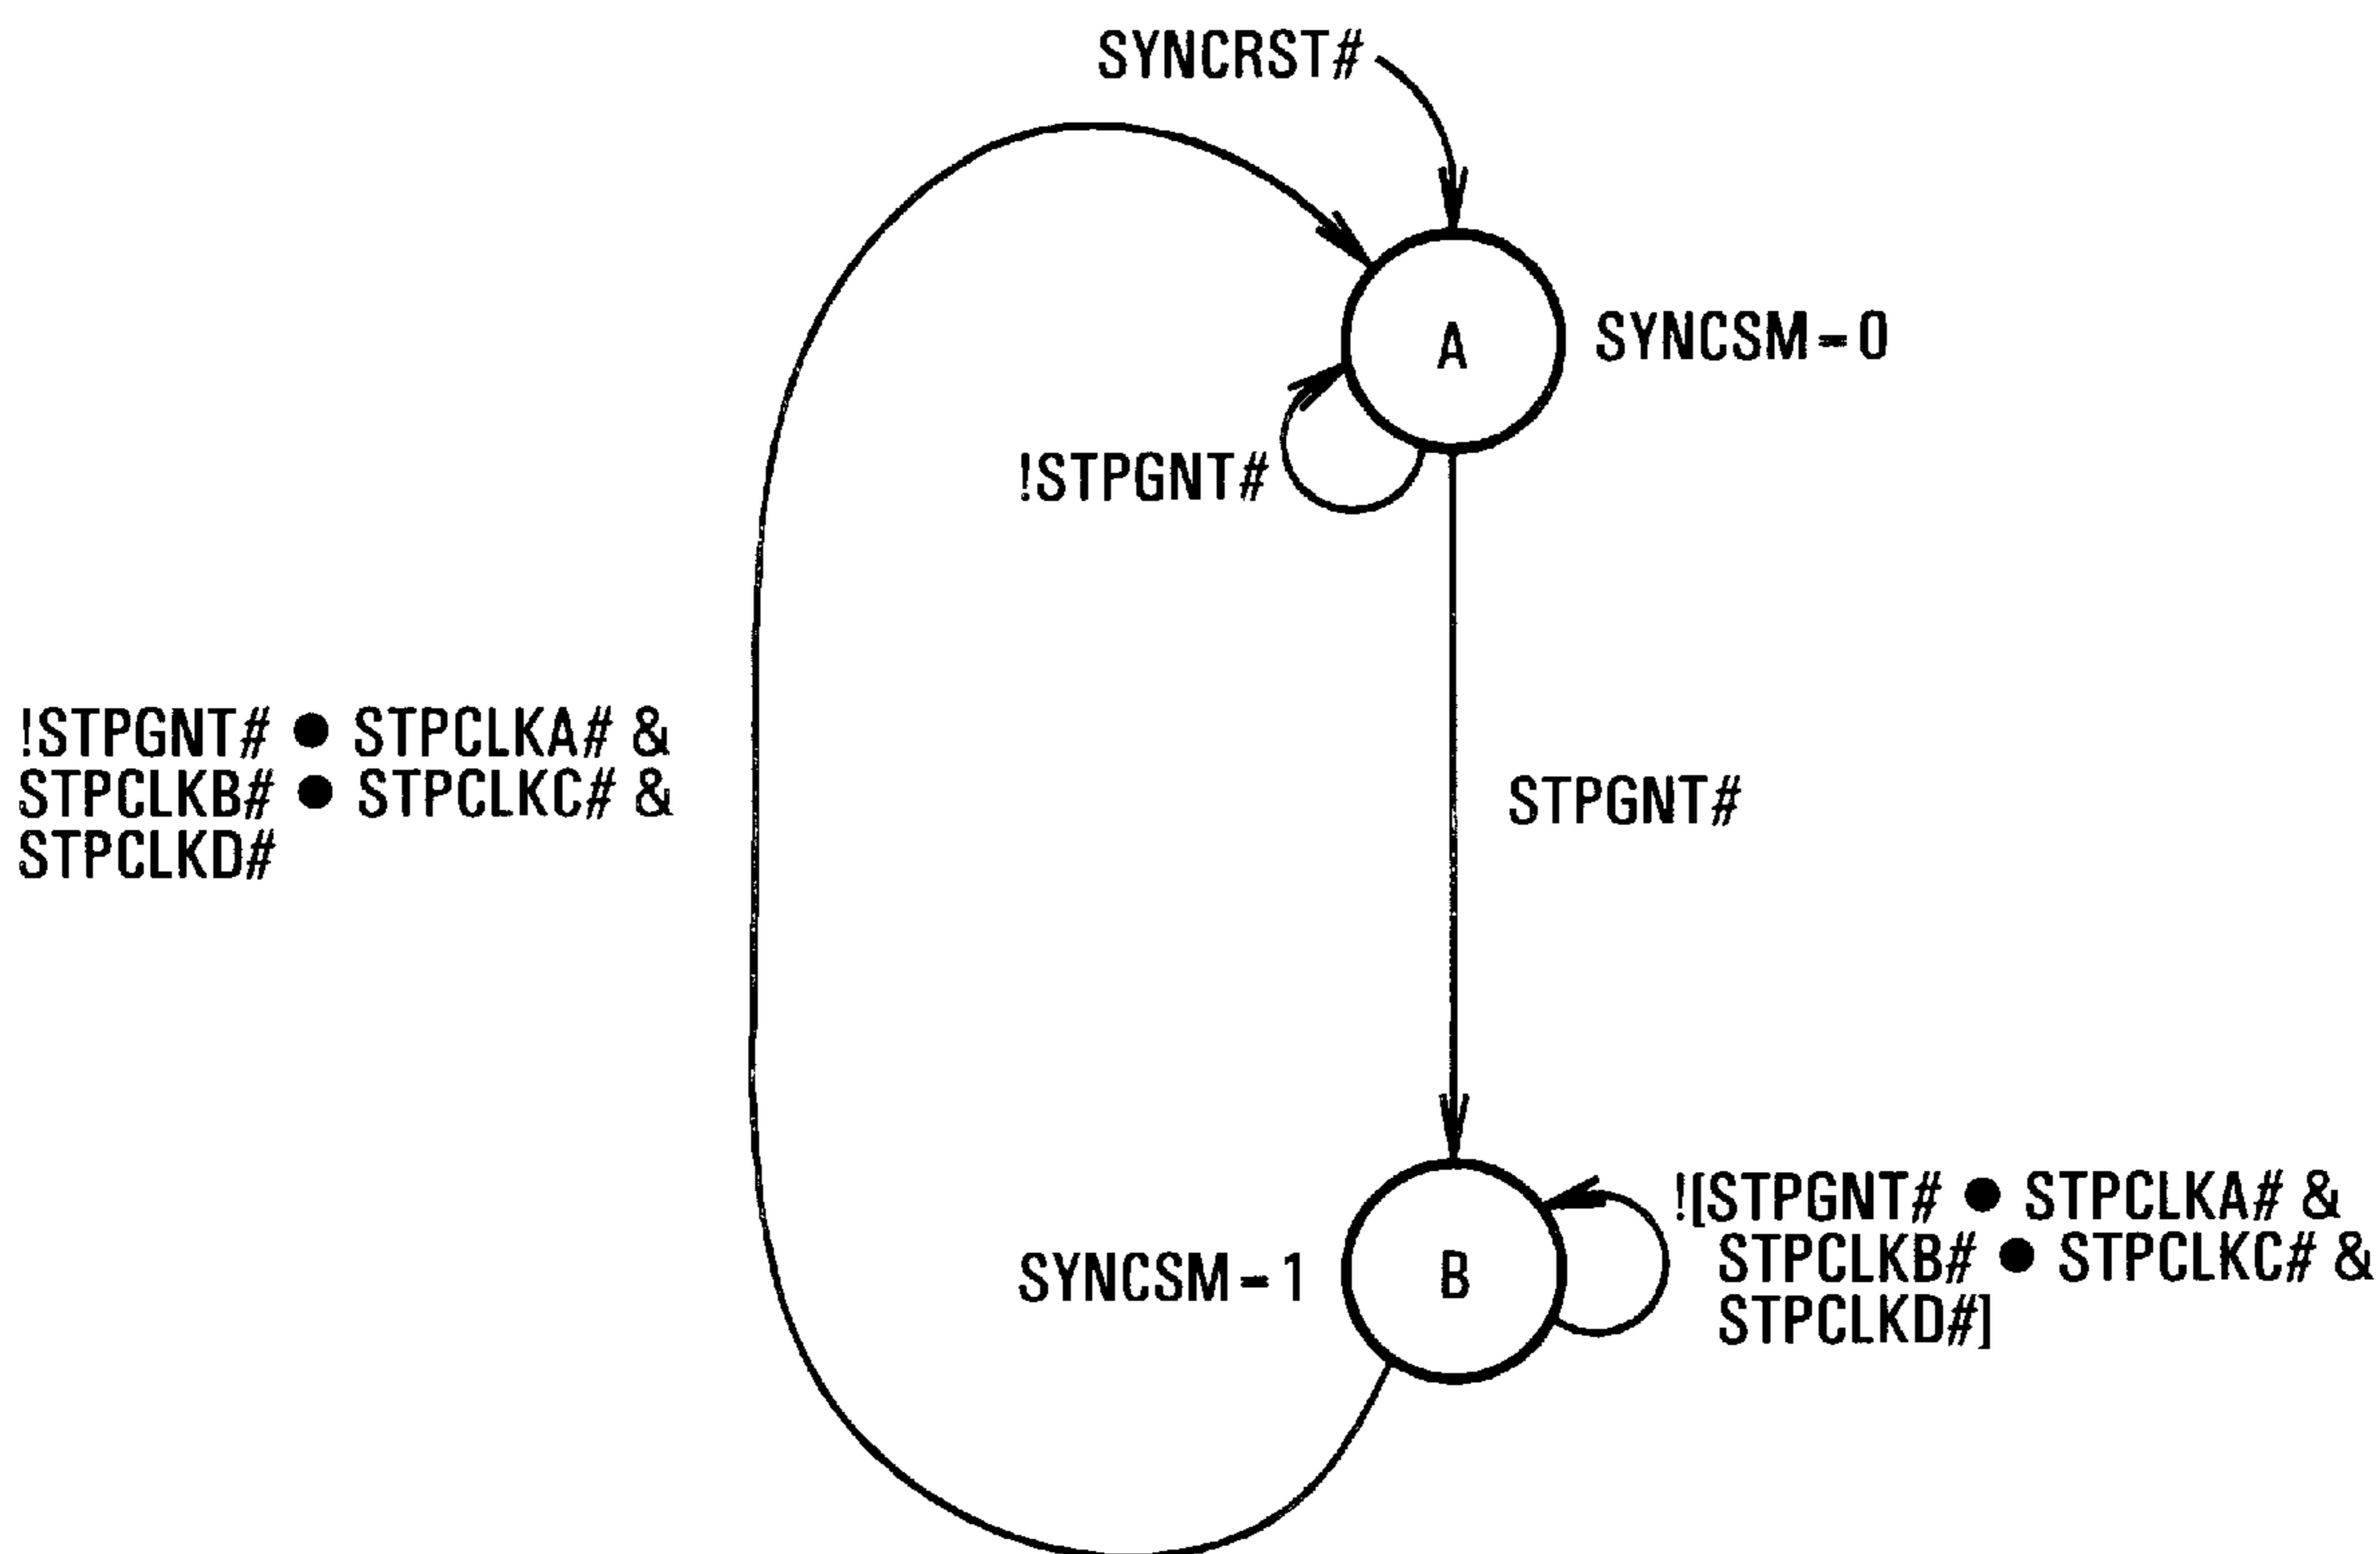 SYNCRST#
A
SYNCSM=0
!STPGNT#
!STPGNT# ● STPCLKA# &
STPCLKB# ● STPCLKC# &
STPCLKD#
STPGNT#
![STPGNT# ● STPCLKA# &
STPCLKB# ● STPCLKC# &
STPCLKD#]
SYNCSM=1
B